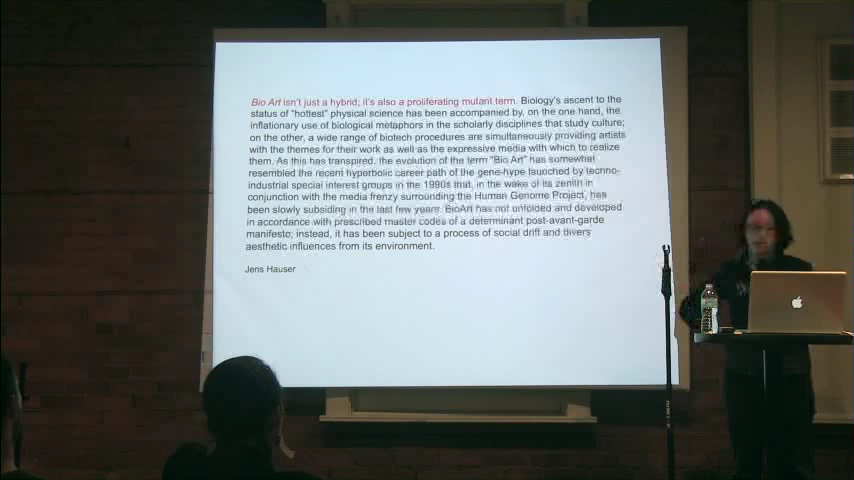 Bio Art isn't just a hybrid; it's also a proliferating mutant term. Biology's ascent to the
status of "hottest" physical science has been accompanied by, on the one hand, the
inflationary use of biological metaphors in the scholarly disciplines that study culture;
on the other, a wide range of biotech procedures are simultaneously providing artists
with the themes for their work as well as the expressive media with which to realize
them. As this has transpired, the evolution of the term "Bio Art" has somewhat
resembled the recent hyperbolic career path of the gene-hype launched by techno-
industrial special interest groups in the 1990s that, in the wake of its zenith in
conjunction with the media frenzy surrounding the Human Genome Project, has
been slowly subsiding in the last few years. BioArt has not unfolded and developed
in accordance with prescribed master codes of a determinant post-avant-garde
manifesto; instead, it has been subject to a process of social drift and divers
aesthetic influences from its environment.
Jens Hauser